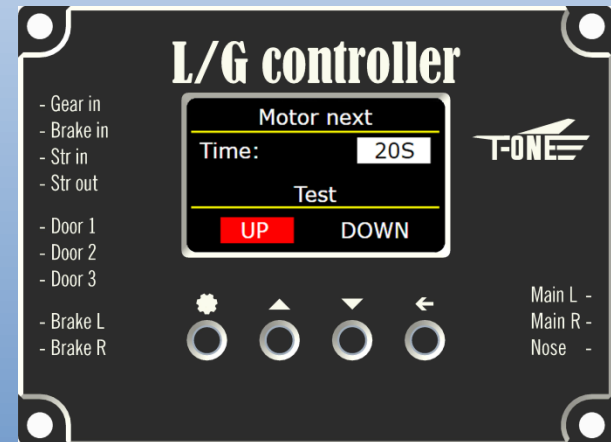 L/G controller
- Gear in
- Brake in
- Str in
- Str out
- Door 1
- Door 2
- Door 3
- Brake L
- Brake R
Motor next
Time: 20S
Test
UP DOWN
T-ONE
Main L -
Main R -
Nose -